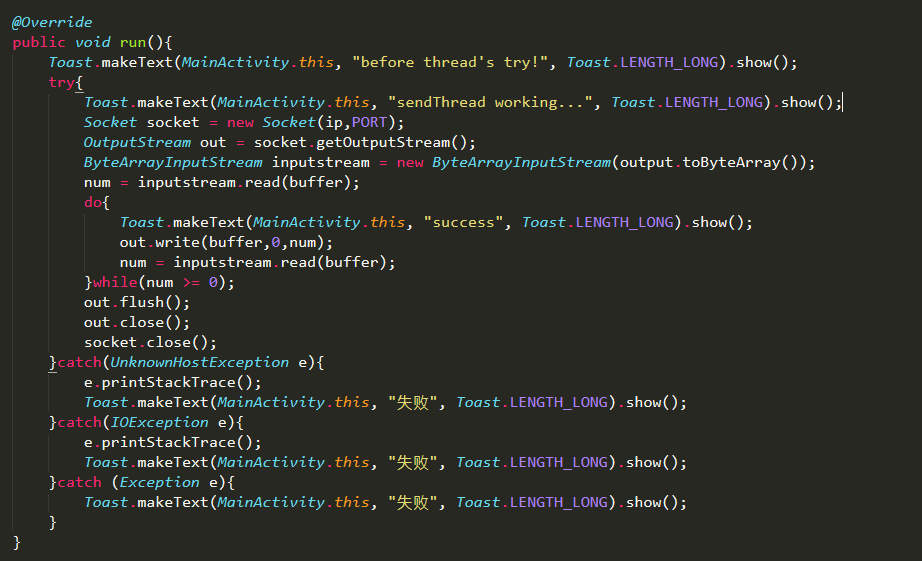 @Override
public void run(){
    Toast.makeText(MainActivity.this, "before thread's try!", Toast.LENGTH_LONG).show();
    try{
        Toast.makeText(MainActivity.this, "sendThread working...", Toast.LENGTH_LONG).show();
        Socket socket = new Socket(ip,PORT);
        OutputStream out = socket.getOutputStream();
        ByteArrayInputStream inputstream = new ByteArrayInputStream(output.toByteArray());
        num = inputstream.read(buffer);
        do{
            Toast.makeText(MainActivity.this, "success", Toast.LENGTH_LONG).show();
            out.write(buffer,0,num);
            num = inputstream.read(buffer);
        }while(num >= 0);
        out.flush();
        out.close();
        socket.close();
    }catch(UnknownHostException e){
        e.printStackTrace();
        Toast.makeText(MainActivity.this, "失败", Toast.LENGTH_LONG).show();
    }catch(IOException e){
        e.printStackTrace();
        Toast.makeText(MainActivity.this, "失败", Toast.LENGTH_LONG).show();
    }catch (Exception e){
        Toast.makeText(MainActivity.this, "失败", Toast.LENGTH_LONG).show();
    }
}